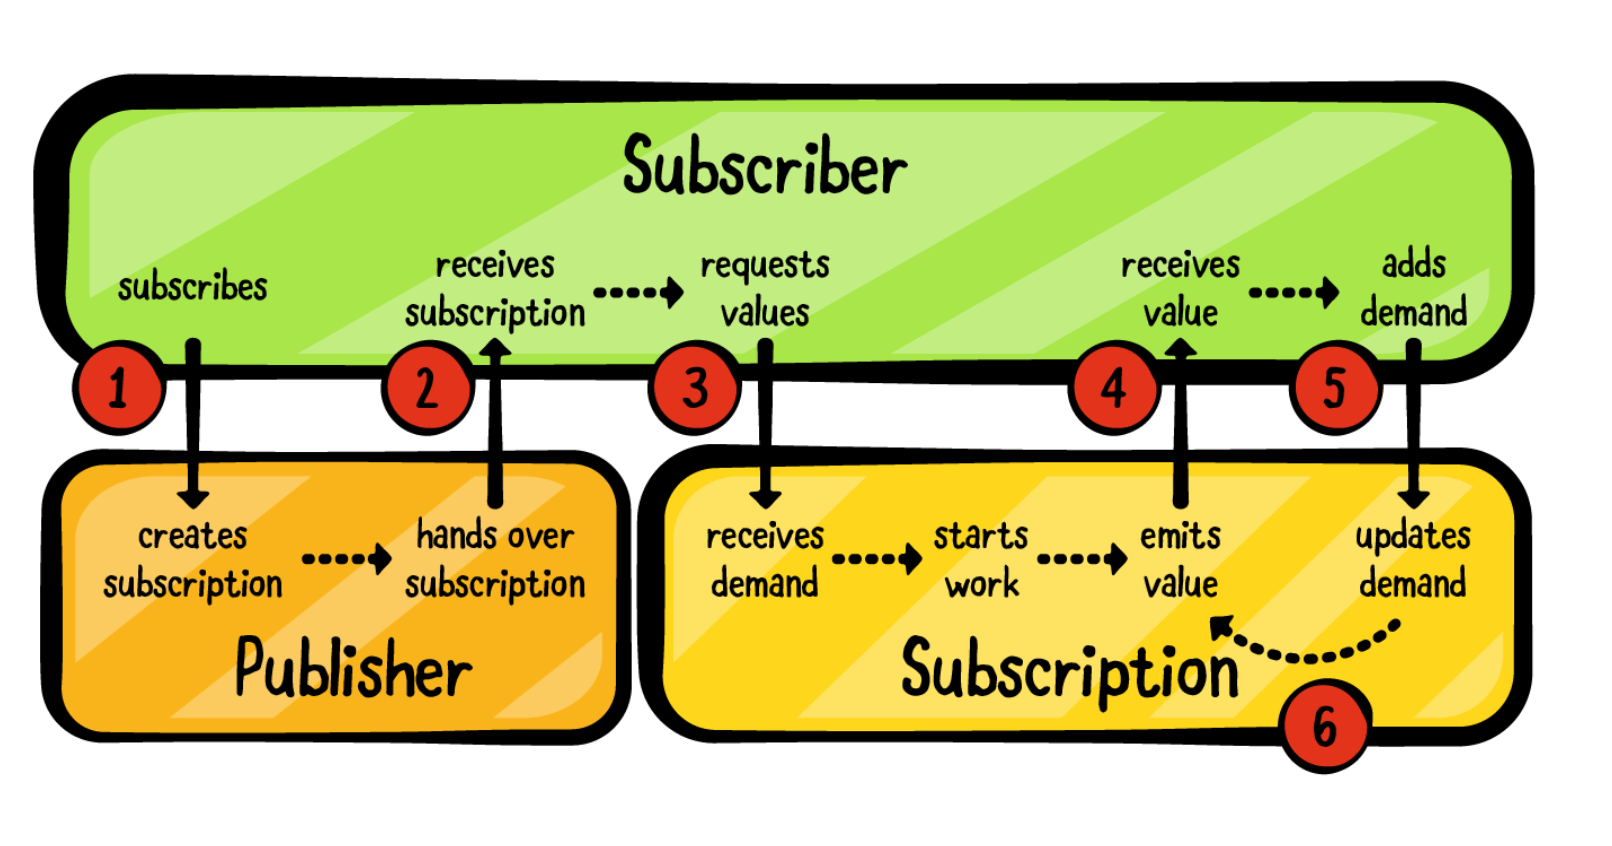 Subscriber
subscribes
receives
subscription
requests
values
receives
value
adds
demand
1
2
3
4
5
creates
subscription
hands over
subscription
Publisher
receives
demand
starts
work
emits
value
updates
demand
Subscription
6